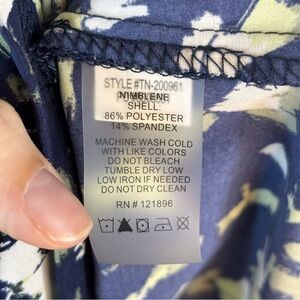 STYLE#TN-200961
SHELL:
86% POLYESTER
14% SPANDEX
MACHINE WASH COLD
WITH LIKE COLORS
DO NOT BLEACH
TUMBLE DRY LOW
LOW IRON IF NEEDED
DO NOT DRY CLEAN
RN # 121896